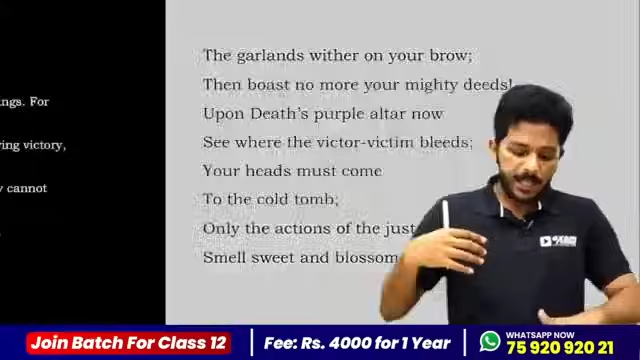 ings. For
ing victory,
cannot
The garlands wither on your brow;
Then boast no more your mighty deeds!
Upon Death's purple altar now
See where the victor-victim bleeds;
Your heads must come
To the cold tomb;
Only the actions of the just
Smell sweet and blossom
Join Batch For Class 12
Fee: Rs. 4000 for 1 Year
WHATSAPP NOW
75 920 920 21